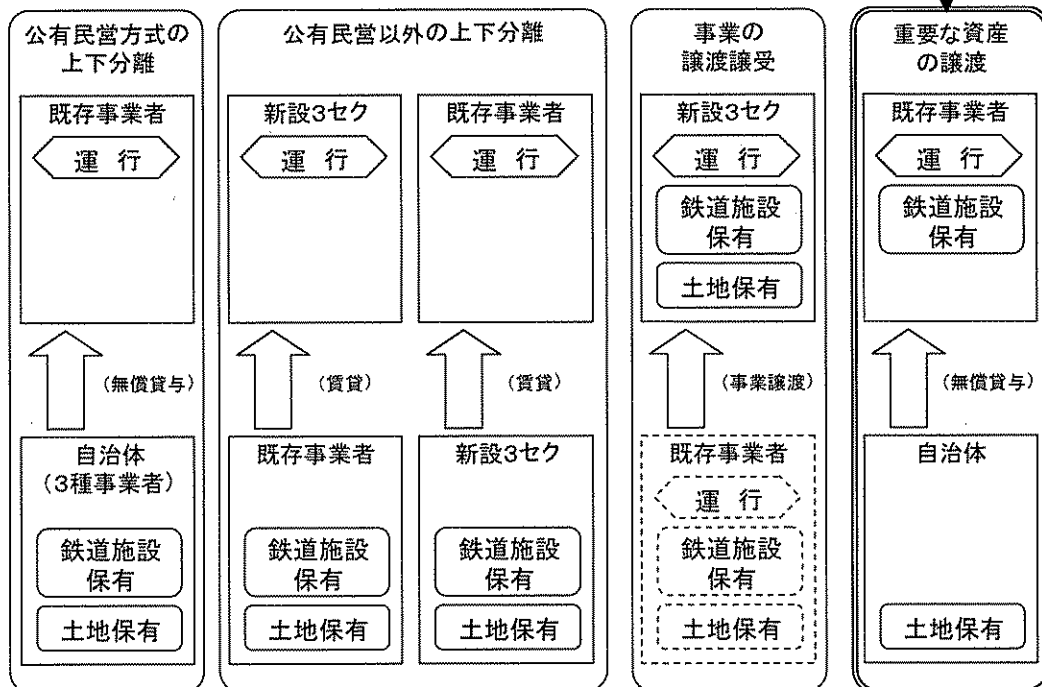 公有民営方式の
上下分離
既存事業者
運 行
(無償貸与)
自治体
(3種事業者)
鉄道施設
保有
土地保有
公有民営以外の上下分離
新設3セク
運 行
(賃貸)
既存事業者
鉄道施設
保有
土地保有
既存事業者
運 行
(賃貸)
新設3セク
鉄道施設
保有
土地保有
事業の
譲渡譲受
新設3セク
運 行
鉄道施設
保有
土地保有
(事業譲渡)
既存事業者
運 行
鉄道施設
保有
土地保有
重要な資産
の譲渡
既存事業者
運 行
鉄道施設
保有
(無償貸与)
自治体
土地保有